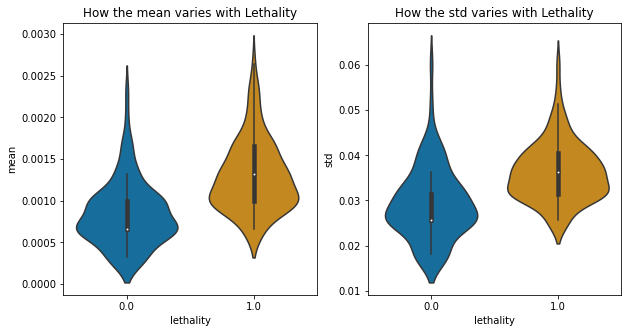 How the mean varies with Lethality
0.0030
0.0025
0.0020
0.0015
0.0010
0.0005
0.0000
mean
0.0
1.0
lethality
How the std varies with Lethality
0.06
0.05
0.04
0.03
0.02
0.01
std
0.0
1.0
lethality